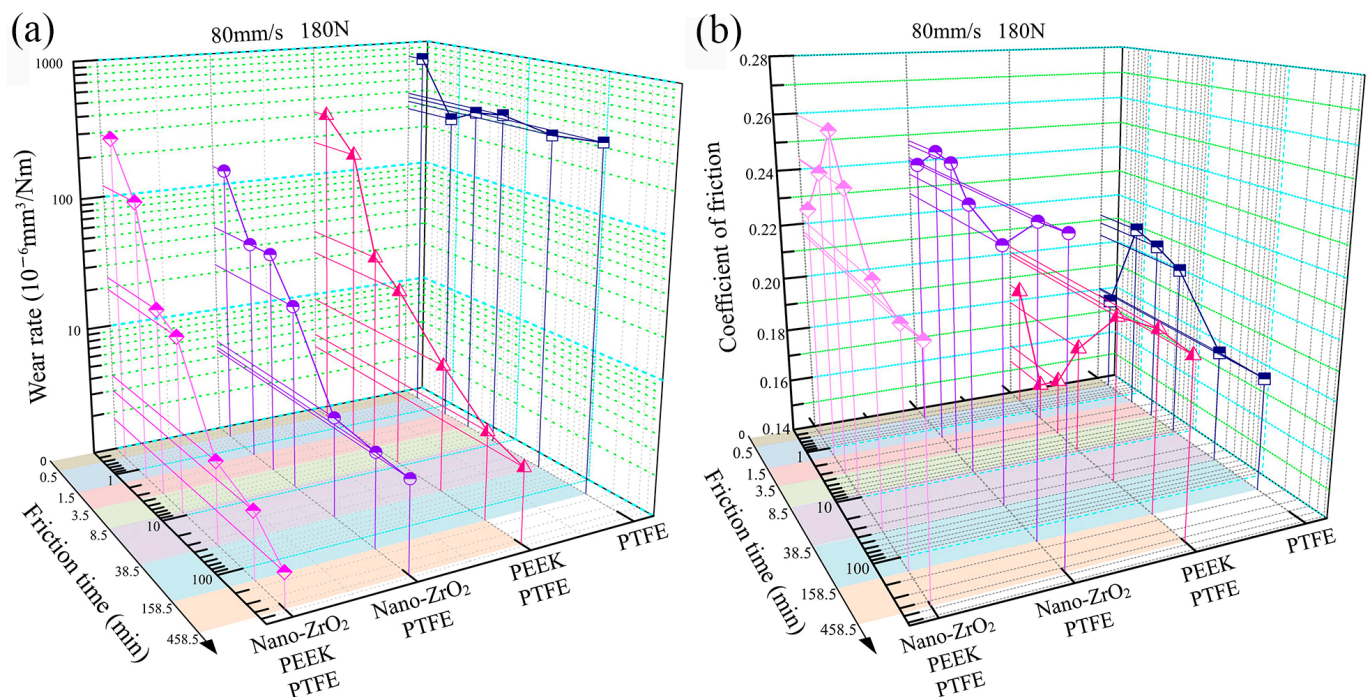 (a)
80mm/s 180N
1000
100
10
Wear rate (10⁻⁶mm³/Nm)
0
0.5
1.5
3.5
8.5
38.5
158.5
458.5
1
10
100
Friction time (min)
Nano-ZrO₂
PEEK
PTFE
Nano-ZrO₂
PTFE
PEEK
PTFE
PTFE
(b)
80mm/s 180N
0.28
0.26
0.24
0.22
0.20
0.18
0.16
0.14
Coefficient of friction
0
0.5
1.5
3.5
8.5
38.5
158.5
458.5
1
10
100
Friction time (min)
Nano-ZrO₂
PEEK
PTFE
Nano-ZrO₂
PTFE
PEEK
PTFE
PTFE